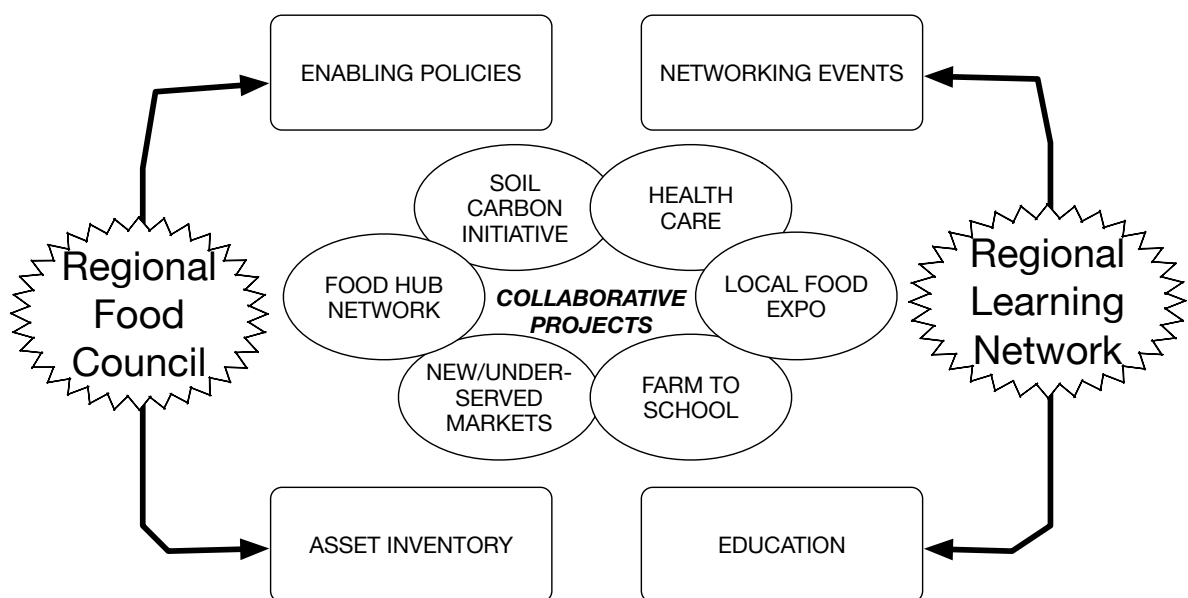 ENABLING POLICIES
NETWORKING EVENTS
SOIL
CARBON
INITIATIVE
HEALTH
CARE
Regional
Food
Council
FOOD HUB
NETWORK
COLLABORATIVE
PROJECTS
LOCAL FOOD
EXPO
Regional
Learning
Network
NEW/UNDER-
SERVED
MARKETS
FARM TO
SCHOOL
ASSET INVENTORY
EDUCATION